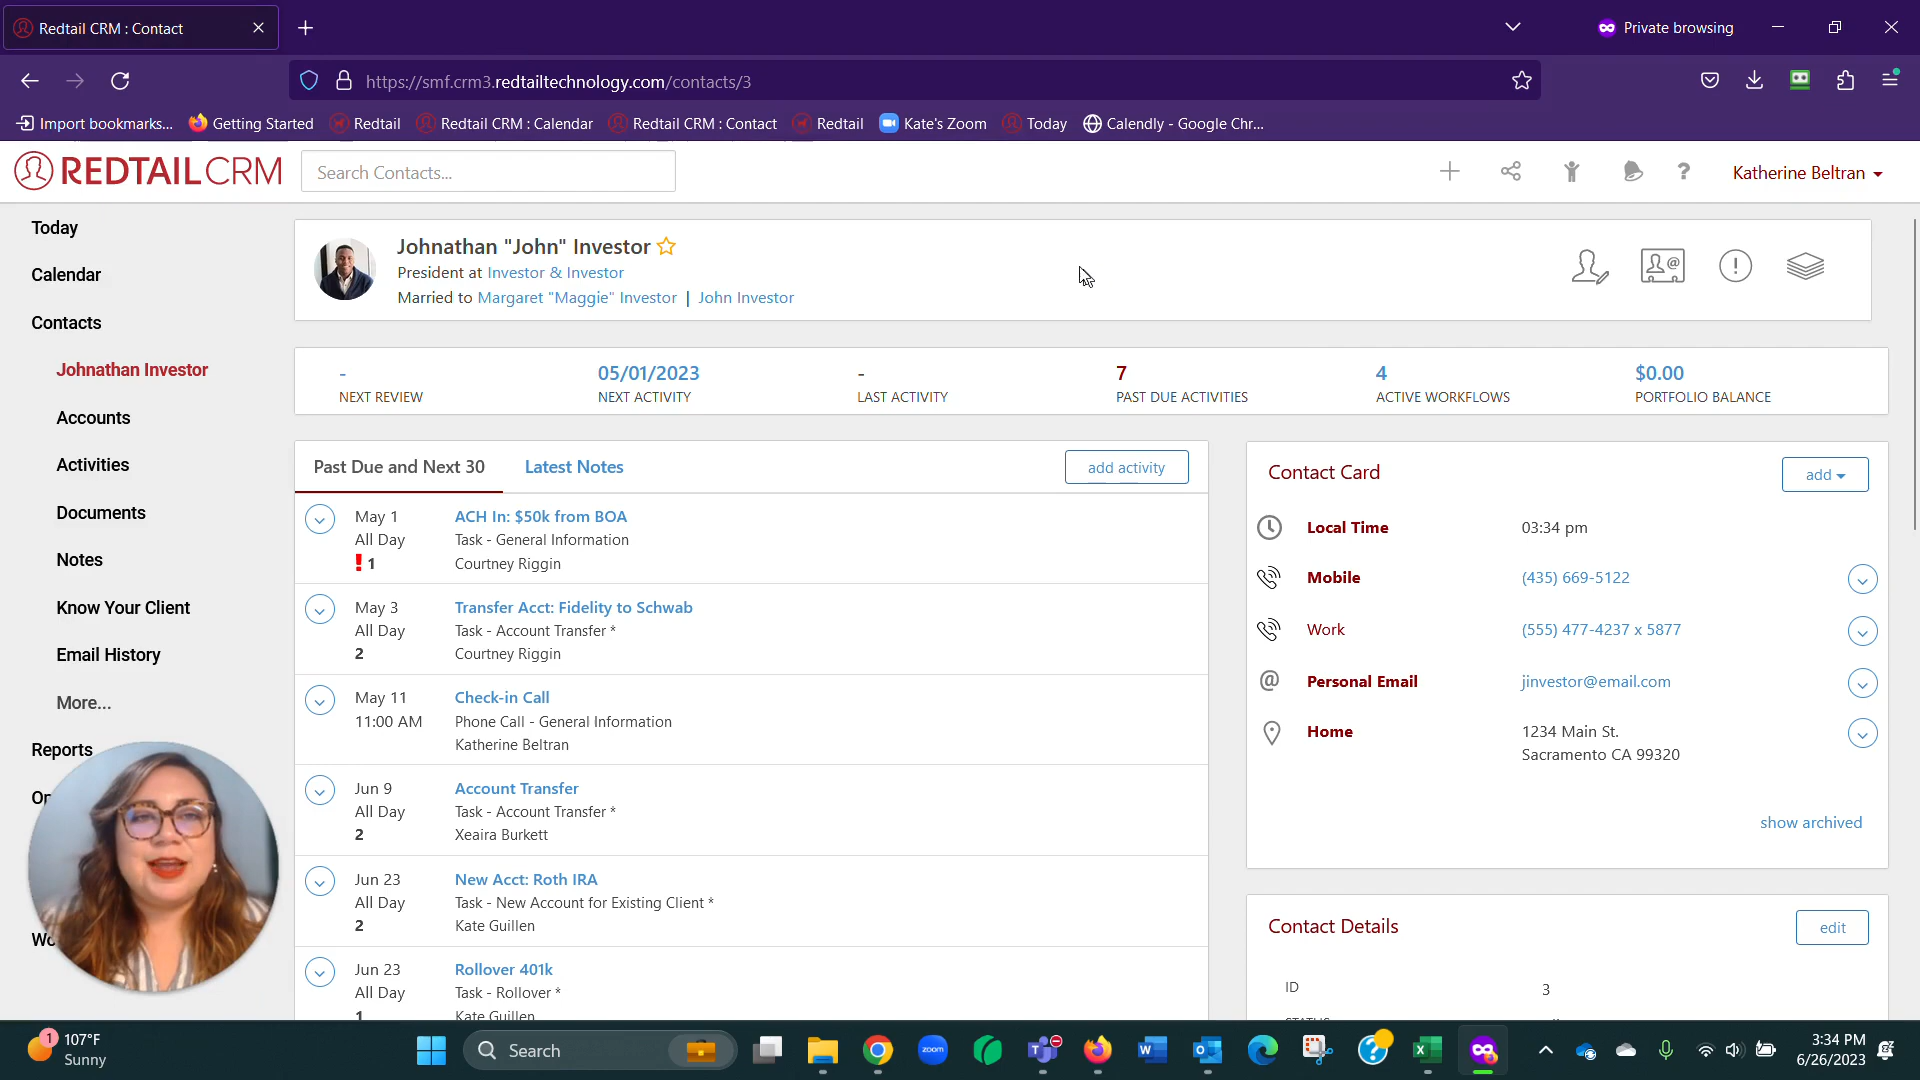 Redtail CRM : Contact
Private browsing
https://smf.crm3.redtailtechnology.com/contacts/3
Import bookmarks...
Getting Started
Redtail
Redtail CRM : Calendar
Redtail CRM : Contact
Redtail
Kate's Zoom
Today
Calendly - Google Chr...
REDTAILCRM
Search Contacts...
?
Katherine Beltran
Today
Calendar
Contacts
Johnathan Investor
Accounts
Activities
Documents
Notes
Know Your Client
Email History
More...
Reports
Johnathan "John" Investor
President at Investor & Investor
Married to Margaret "Maggie" Investor | John Investor
-
NEXT REVIEW
05/01/2023
NEXT ACTIVITY
-
LAST ACTIVITY
7
PAST DUE ACTIVITIES
4
ACTIVE WORKFLOWS
$0.00
PORTFOLIO BALANCE
Past Due and Next 30
Latest Notes
add activity
May 1
All Day
! 1
ACH In: $50k from BOA
Task - General Information
Courtney Riggin
May 3
All Day
2
Transfer Acct: Fidelity to Schwab
Task - Account Transfer *
Courtney Riggin
May 11
11:00 AM
Check-in Call
Phone Call - General Information
Katherine Beltran
Jun 9
All Day
2
Account Transfer
Task - Account Transfer *
Xeaira Burkett
Jun 23
All Day
2
New Acct: Roth IRA
Task - New Account for Existing Client *
Kate Guillen
Jun 23
All Day
1
Rollover 401k
Task - Rollover *
Kate Guillen
Contact Card
add
Local Time
03:34 pm
Mobile
(435) 669-5122
Work
(555) 477-4237 x 5877
Personal Email
jinvestor@email.com
Home
1234 Main St.
Sacramento CA 99320
show archived
Contact Details
edit
ID
3
1
107°F
Sunny
Search
zoom
3:34 PM
6/26/2023